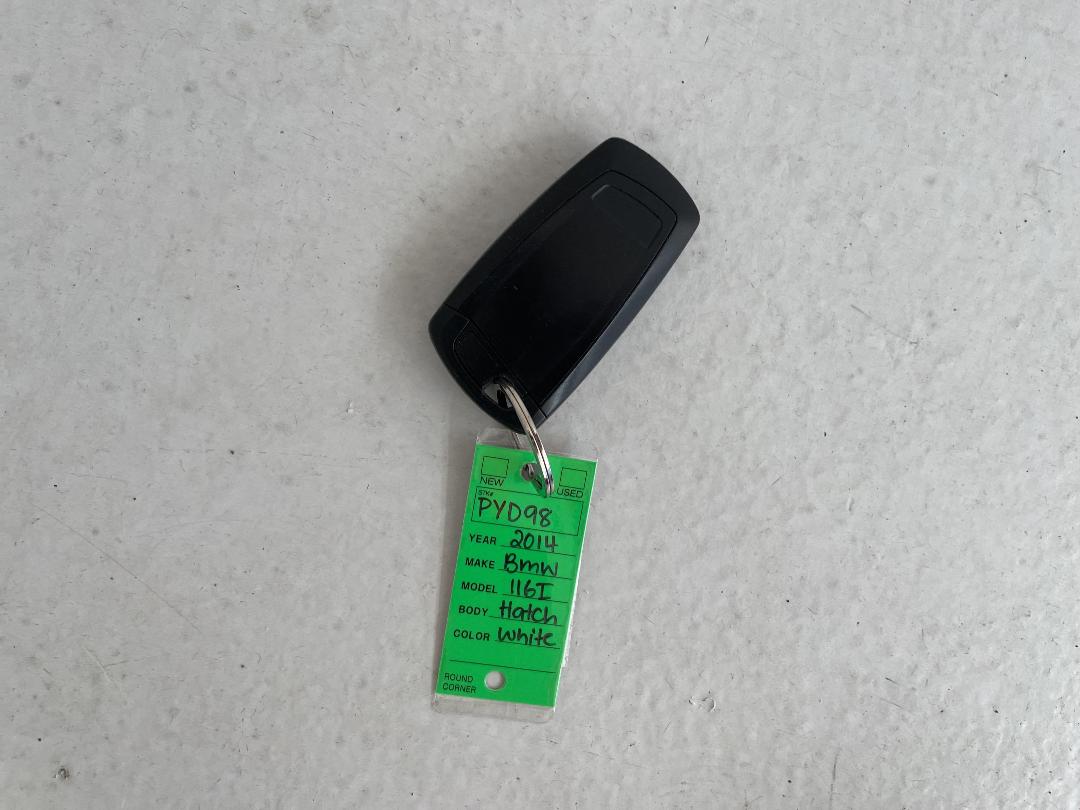 NEW USED
STK#
PYD98
YEAR 2014
MAKE Bmw
MODEL 116I
BODY Hatch
COLOR White
ROUND
CORNER